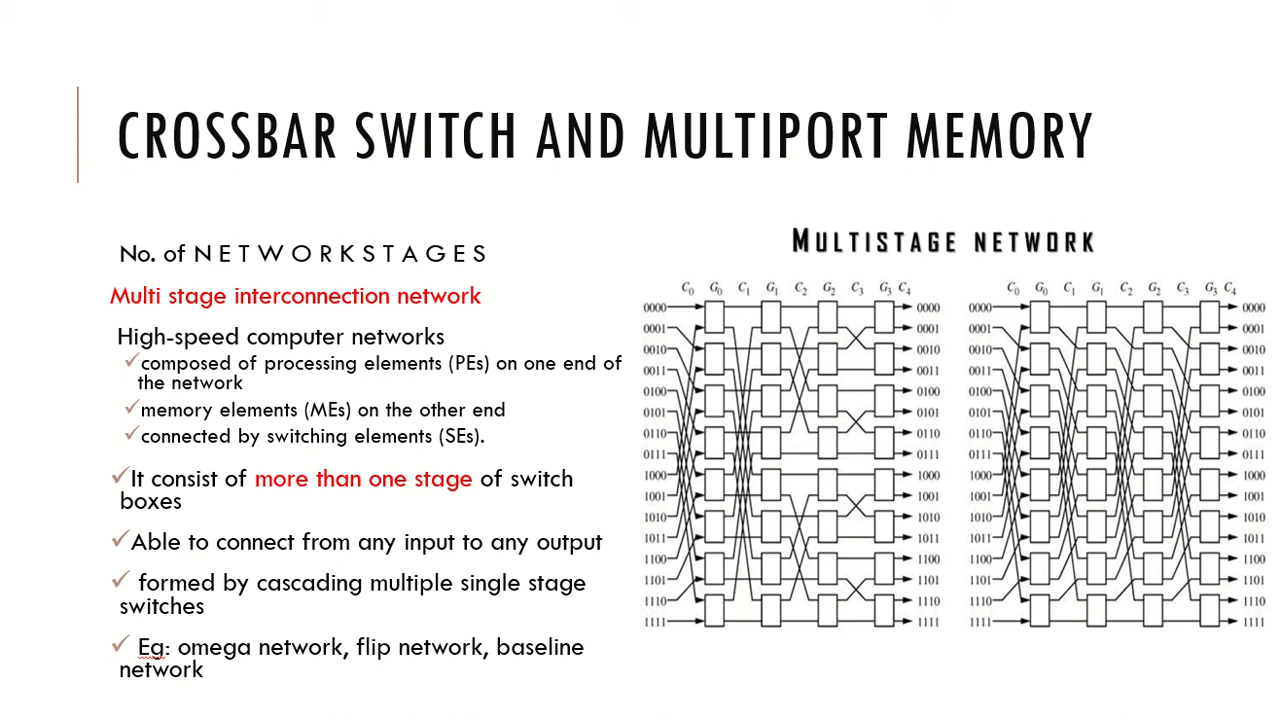 CROSSBAR SWITCH AND MULTIPORT MEMORY
No. of N E T W O R K S T A G E S
Multi stage interconnection network
High-speed computer networks
✓composed of processing elements (PEs) on one end of
the network
✓memory elements (MEs) on the other end
✓connected by switching elements (SEs).
✓It consist of more than one stage of switch
boxes
✓Able to connect from any input to any output
✓ formed by cascading multiple single stage
switches
✓ Eg: omega network, flip network, baseline
network
MULTISTAGE NETWORK
C0 G0 C1 G1 C2 G2 C3 G3 C4
0000 0000
0001 0001
0010 0010
0011 0011
0100 0100
0101 0101
0110 0110
0111 0111
1000 1000
1001 1001
1010 1010
1011 1011
1100 1100
1101 1101
1110 1110
1111 1111
C0 G0 C1 G1 C2 G2 C3 G3 C4
0000 0000
0001 0001
0010 0010
0011 0011
0100 0100
0101 0101
0110 0110
0111 0111
1000 1000
1001 1001
1010 1010
1011 1011
1100 1100
1101 1101
1110 1110
1111 1111